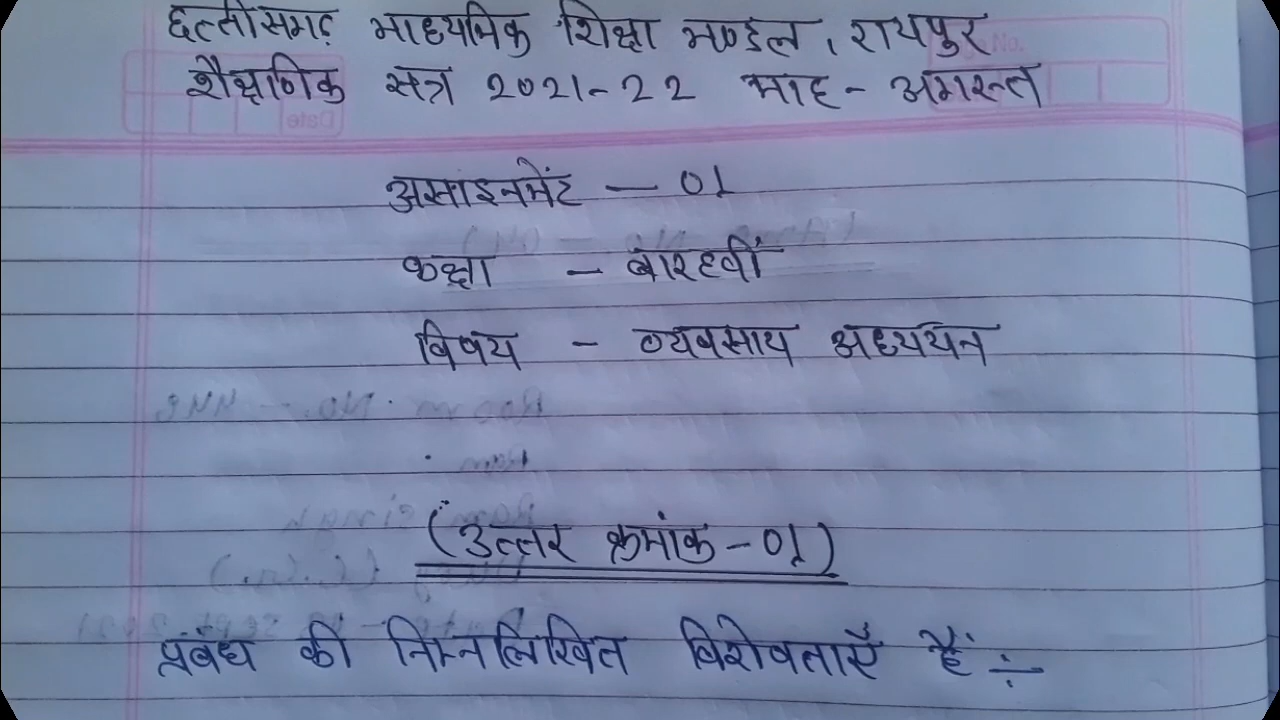 छत्तीसगढ़ माध्यमिक शिक्षा मण्डल, रायपुर
शैक्षणिक सत्र 2021-22 माह - अगस्त
असाइनमेंट — 01
कक्षा - बारहवीं
विषय - व्यवसाय अध्ययन
(उत्तर क्रमांक-01)
प्रबंध की निम्नलिखित विशेषताएँ हैं :-